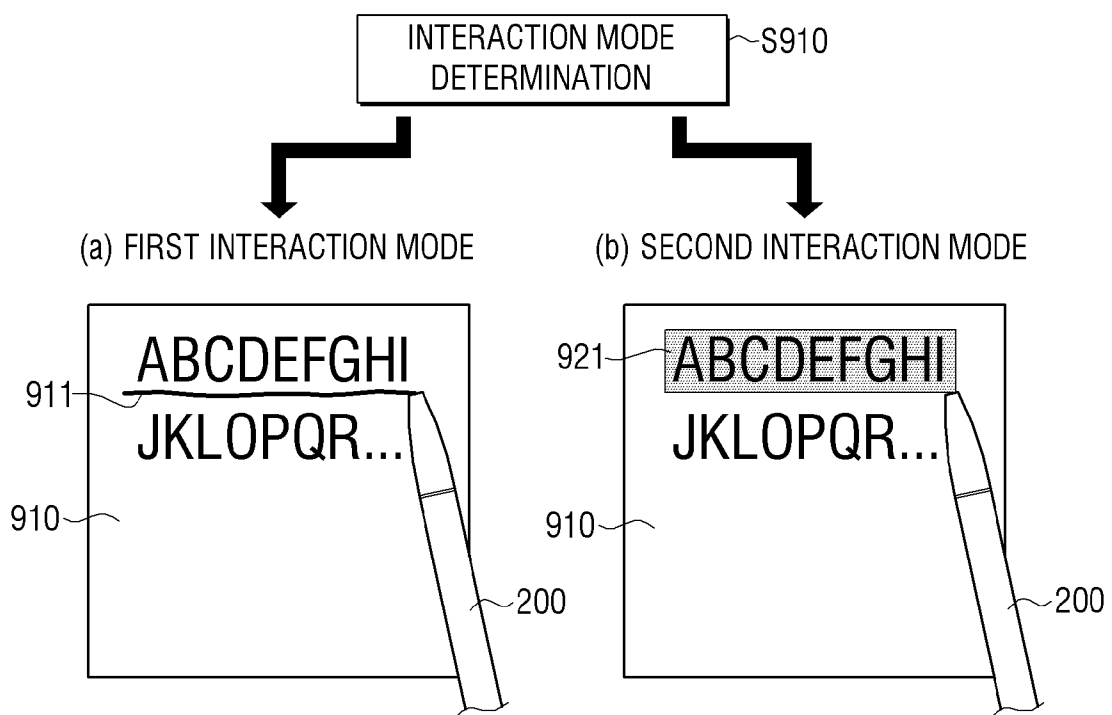 INTERACTION MODE
DETERMINATION
S910
(a) FIRST INTERACTION MODE
ABCDEFGHI
911
JKLOPQR...
910
200
(b) SECOND INTERACTION MODE
921
ABCDEFGHI
JKLOPQR...
910
200